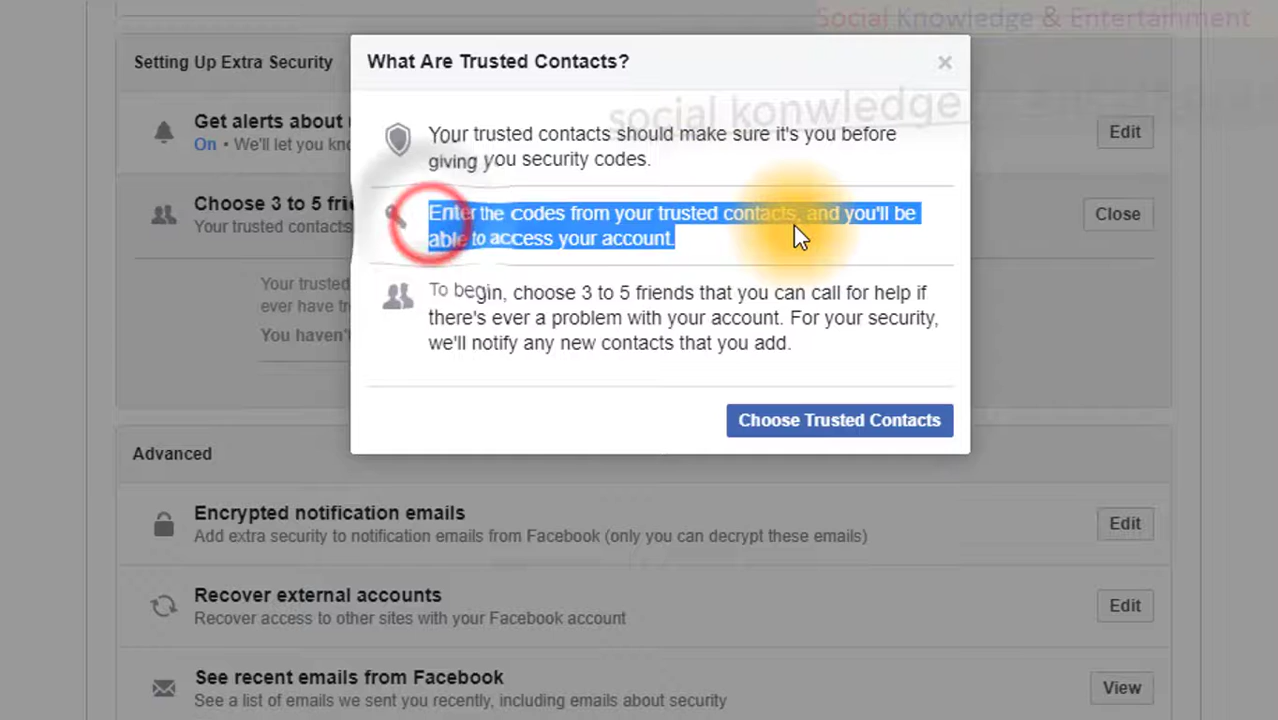 Social Knowledge & Entertainment
What Are Trusted Contacts?
social konwledge
Your trusted contacts should make sure it's you before
giving you security codes.
Enter the codes from your trusted contacts, and you'll be
able to access your account.
To begin, choose 3 to 5 friends that you can call for help if
there's ever a problem with your account. For your security,
we'll notify any new contacts that you add.
Choose Trusted Contacts
Setting Up Extra Security
Get alerts about
On • We'll let you
Edit
Choose 3 to 5
Your trusted contacts
Close
Your trusted
ever have
You haven't
Advanced
Encrypted notification emails
Add extra security to notification emails from Facebook (only you can decrypt these emails)
Edit
Recover external accounts
Recover access to other sites with your Facebook account
Edit
See recent emails from Facebook
See a list of emails we sent you recently, including emails about security
View